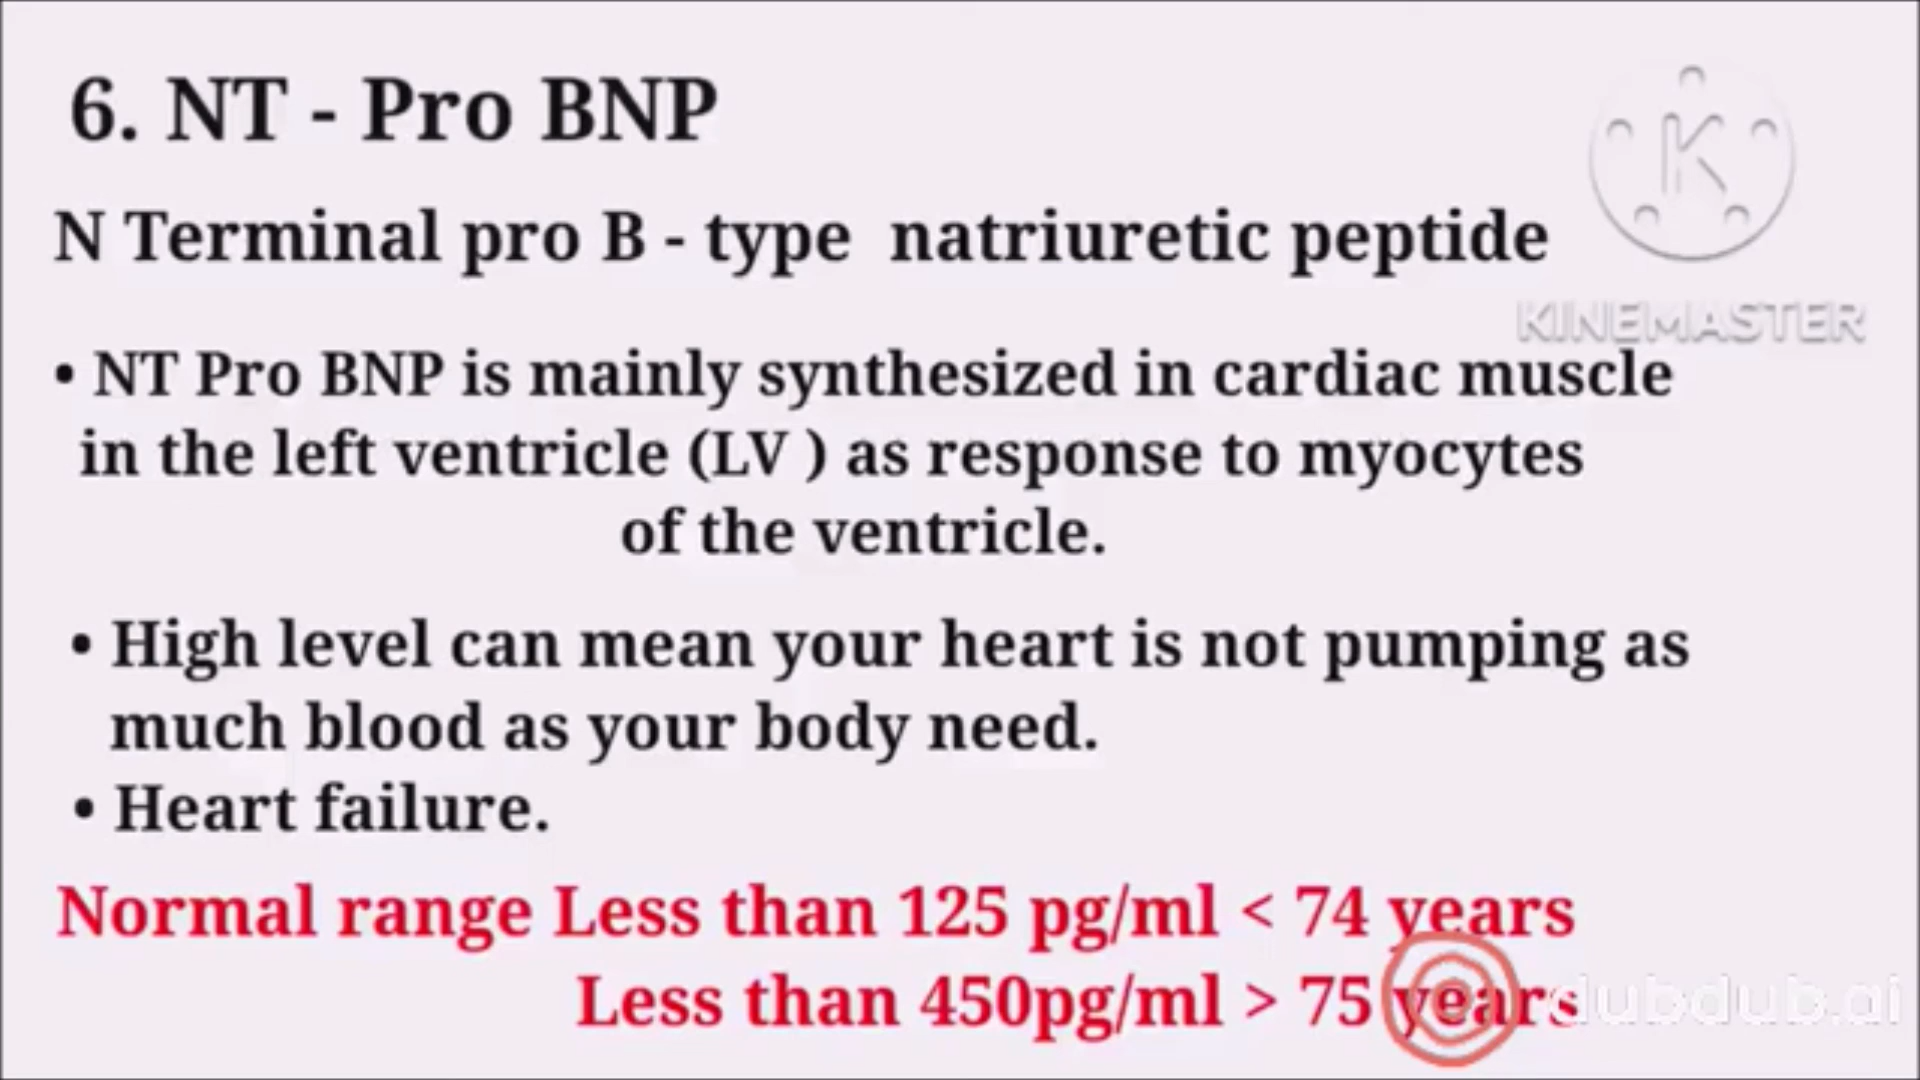 6. NT - Pro BNP
N Terminal pro B - type natriuretic peptide
KINEMASTER
• NT Pro BNP is mainly synthesized in cardiac muscle
in the left ventricle (LV ) as response to myocytes
of the ventricle.
• High level can mean your heart is not pumping as
much blood as your body need.
• Heart failure.
Normal range Less than 125 pg/ml < 74 years
Less than 450pg/ml > 75 years
dubdub.ai